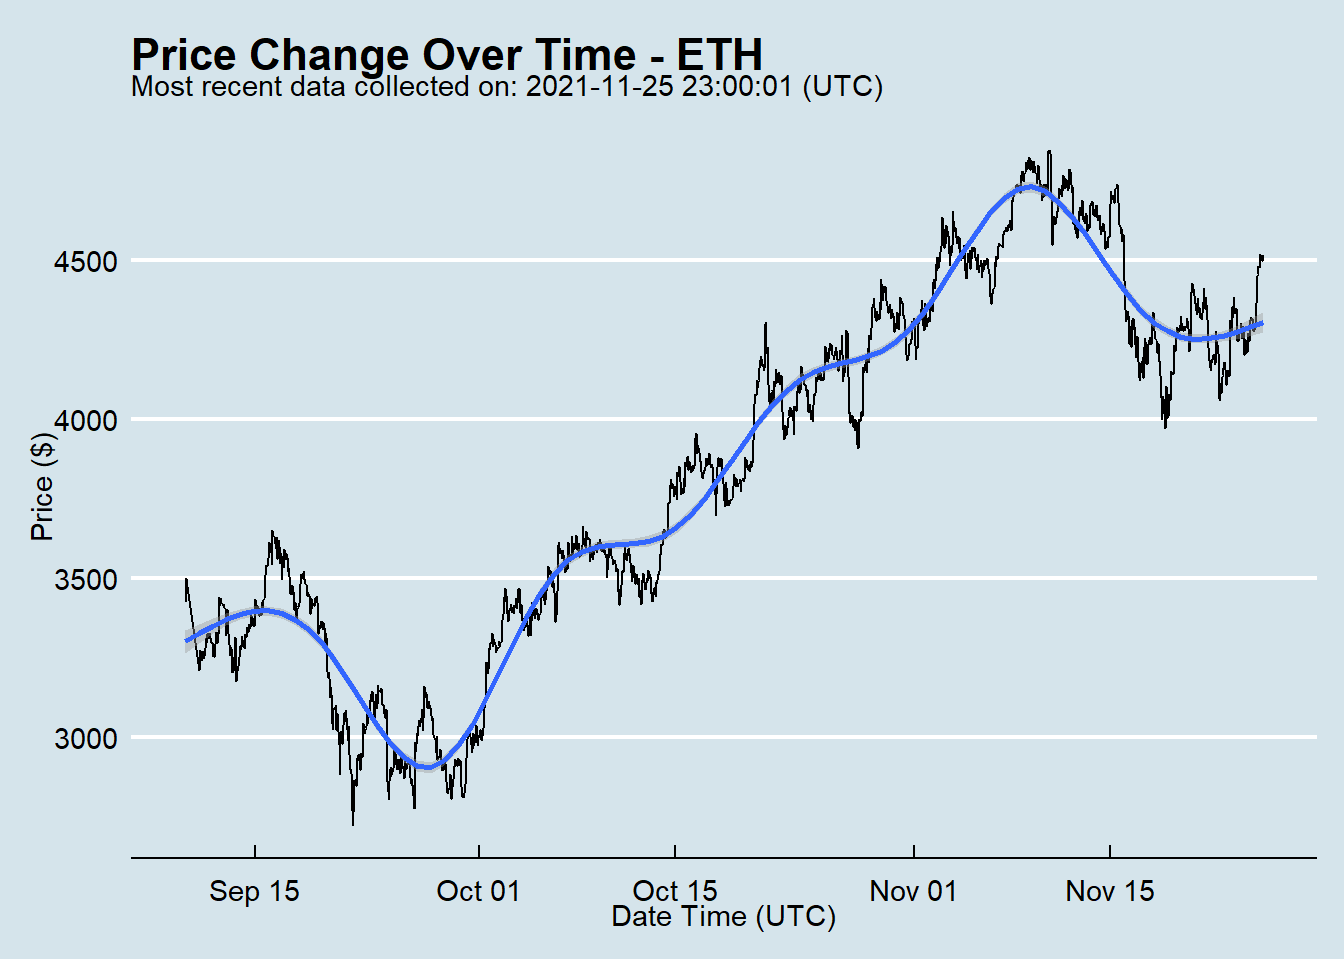 Price Change Over Time - ETH
Most recent data collected on: 2021-11-25 23:00:01 (UTC)
Price ($)
4500
4000
3500
3000
Sep 15
Oct 01
Oct 15
Nov 01
Nov 15
Date Time (UTC)